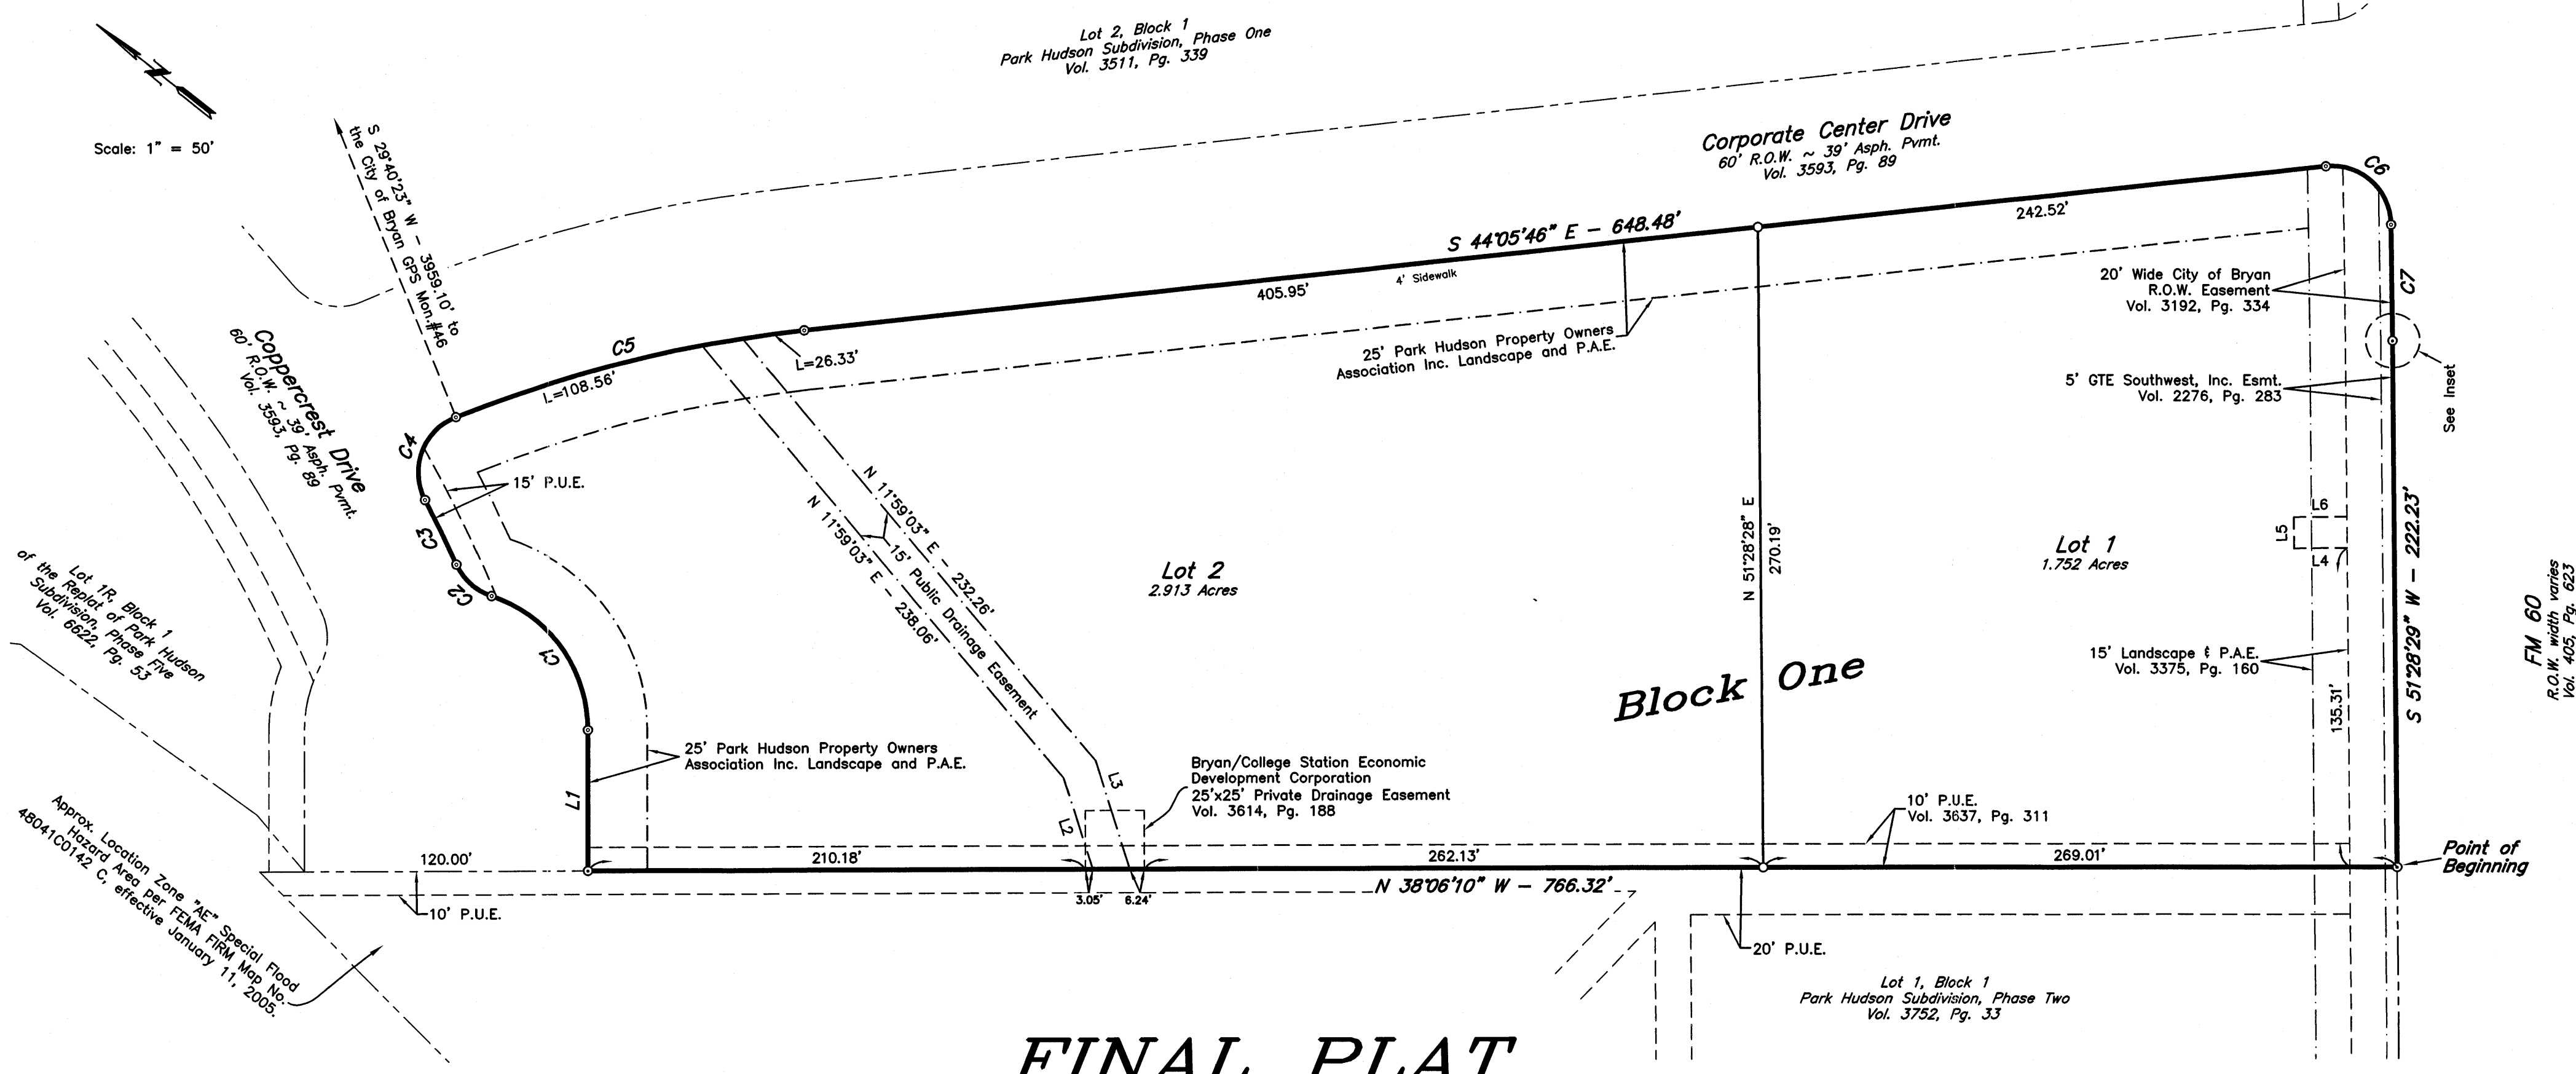 Lot 2, Block 1
Park Hudson Subdivision, Phase One
Vol. 3511, Pg. 339
N
Scale: 1" = 50'
S 29°40'23" W - 3959.10' to
the City of Bryan GPS Mon.#46
Corporate Center Drive
60' R.O.W. ~ 39' Asph. Pvmt.
Vol. 3593, Pg. 89
C6
S 44°05'46" E - 648.48'
242.52'
4' Sidewalk
405.95'
C7
20' Wide City of Bryan
R.O.W. Easement
Vol. 3192, Pg. 334
C5
L=26.33'
L=108.56'
25' Park Hudson Property Owners
Association Inc. Landscape and P.A.E.
Coppercrest Drive
60' R.O.W. ~ 39' Asph. Pvmt.
Vol. 3593, Pg. 89
5' GTE Southwest, Inc. Esmt.
Vol. 2276, Pg. 283
See Inset
C4
15' P.U.E.
C3
C2
C1
N 11°59'03" E - 232.26'
N 11°59'03" E - 238.06'
15' Public Drainage Easement
Lot 2
2.913 Acres
N 51°28'28" E
270.19'
Lot 1
1.752 Acres
L6
L5
L4
S 51°28'29" W - 222.23'
FM 60
R.O.W. width varies
Vol. 405, Pg. 623
Lot 1R, Block 1
of the Replat of Park Hudson
Subdivision, Phase Five
Vol. 6622, Pg. 53
Block One
15' Landscape & P.A.E.
Vol. 3375, Pg. 160
135.31'
25' Park Hudson Property Owners
Association Inc. Landscape and P.A.E.
L1
L3
L2
Bryan/College Station Economic
Development Corporation
25'x25' Private Drainage Easement
Vol. 3614, Pg. 188
10' P.U.E.
Vol. 3637, Pg. 311
Approx. Location Zone "AE" Special Flood
Hazard Area per FEMA FIRM Map No.
48041C0142 C, effective January 11, 2005.
120.00'
210.18'
262.13'
269.01'
Point of
Beginning
N 38°06'10" W - 766.32'
3.05'
6.24'
10' P.U.E.
20' P.U.E.
Lot 1, Block 1
Park Hudson Subdivision, Phase Two
Vol. 3752, Pg. 33
FINAL PLAT